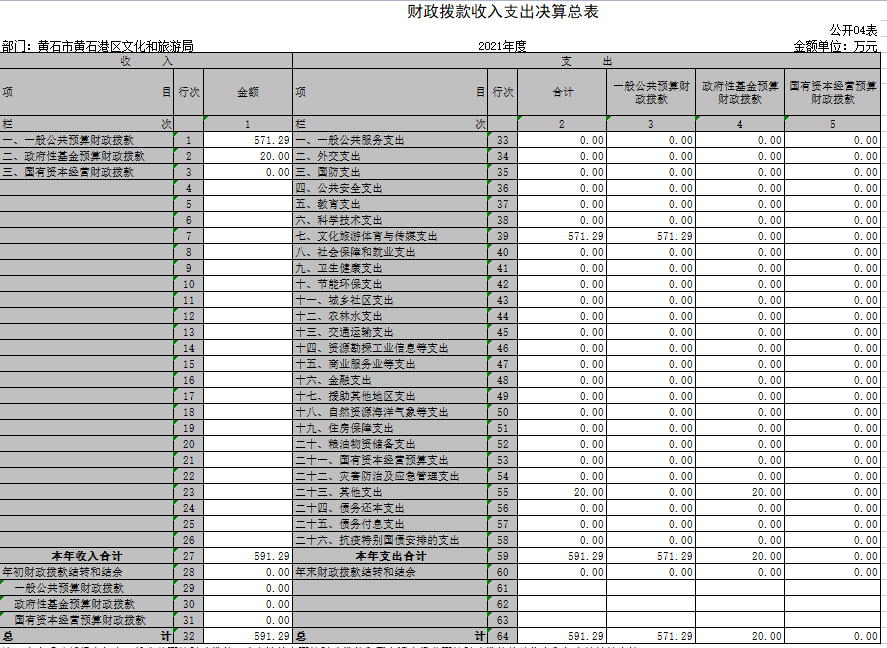 财政拨款收入支出决算总表
公开04表
部门：黄石市黄石港区文化和旅游局 2021年度 金额单位：万元
收 入 支 出
项 目 行次 金额 项 目 行次 合计 一般公共预算财政拨款 政府性基金预算财政拨款 国有资本经营预算财政拨款
栏 次 1 栏 次 2 3 4 5
一、一般公共预算财政拨款 1 571.29 一、一般公共服务支出 33 0.00 0.00 0.00 0.00
二、政府性基金预算财政拨款 2 20.00 二、外交支出 34 0.00 0.00 0.00 0.00
三、国有资本经营财政拨款 3 0.00 三、国防支出 35 0.00 0.00 0.00 0.00
4 四、公共安全支出 36 0.00 0.00 0.00 0.00
5 五、教育支出 37 0.00 0.00 0.00 0.00
6 六、科学技术支出 38 0.00 0.00 0.00 0.00
7 七、文化旅游体育与传媒支出 39 571.29 571.29 0.00 0.00
8 八、社会保障和就业支出 40 0.00 0.00 0.00 0.00
9 九、卫生健康支出 41 0.00 0.00 0.00 0.00
10 十、节能环保支出 42 0.00 0.00 0.00 0.00
11 十一、城乡社区支出 43 0.00 0.00 0.00 0.00
12 十二、农林水支出 44 0.00 0.00 0.00 0.00
13 十三、交通运输支出 45 0.00 0.00 0.00 0.00
14 十四、资源勘探工业信息等支出 46 0.00 0.00 0.00 0.00
15 十五、商业服务业等支出 47 0.00 0.00 0.00 0.00
16 十六、金融支出 48 0.00 0.00 0.00 0.00
17 十七、援助其他地区支出 49 0.00 0.00 0.00 0.00
18 十八、自然资源海洋气象等支出 50 0.00 0.00 0.00 0.00
19 十九、住房保障支出 51 0.00 0.00 0.00 0.00
20 二十、粮油物资储备支出 52 0.00 0.00 0.00 0.00
21 二十一、国有资本经营预算支出 53 0.00 0.00 0.00 0.00
22 二十二、灾害防治及应急管理支出 54 0.00 0.00 0.00 0.00
23 二十三、其他支出 55 20.00 0.00 20.00 0.00
24 二十四、债务还本支出 56 0.00 0.00 0.00 0.00
25 二十五、债务付息支出 57 0.00 0.00 0.00 0.00
26 二十六、抗疫特别国债安排的支出 58 0.00 0.00 0.00 0.00
本年收入合计 27 591.29 本年支出合计 59 591.29 571.29 20.00 0.00
年初财政拨款结转和结余 28 0.00 年末财政拨款结转和结余 60 0.00 0.00 0.00 0.00
一般公共预算财政拨款 29 0.00 61
政府性基金预算财政拨款 30 0.00 62
国有资本经营预算财政拨款 31 0.00 63
总 计 32 591.29 总 计 64 591.29 571.29 20.00 0.00